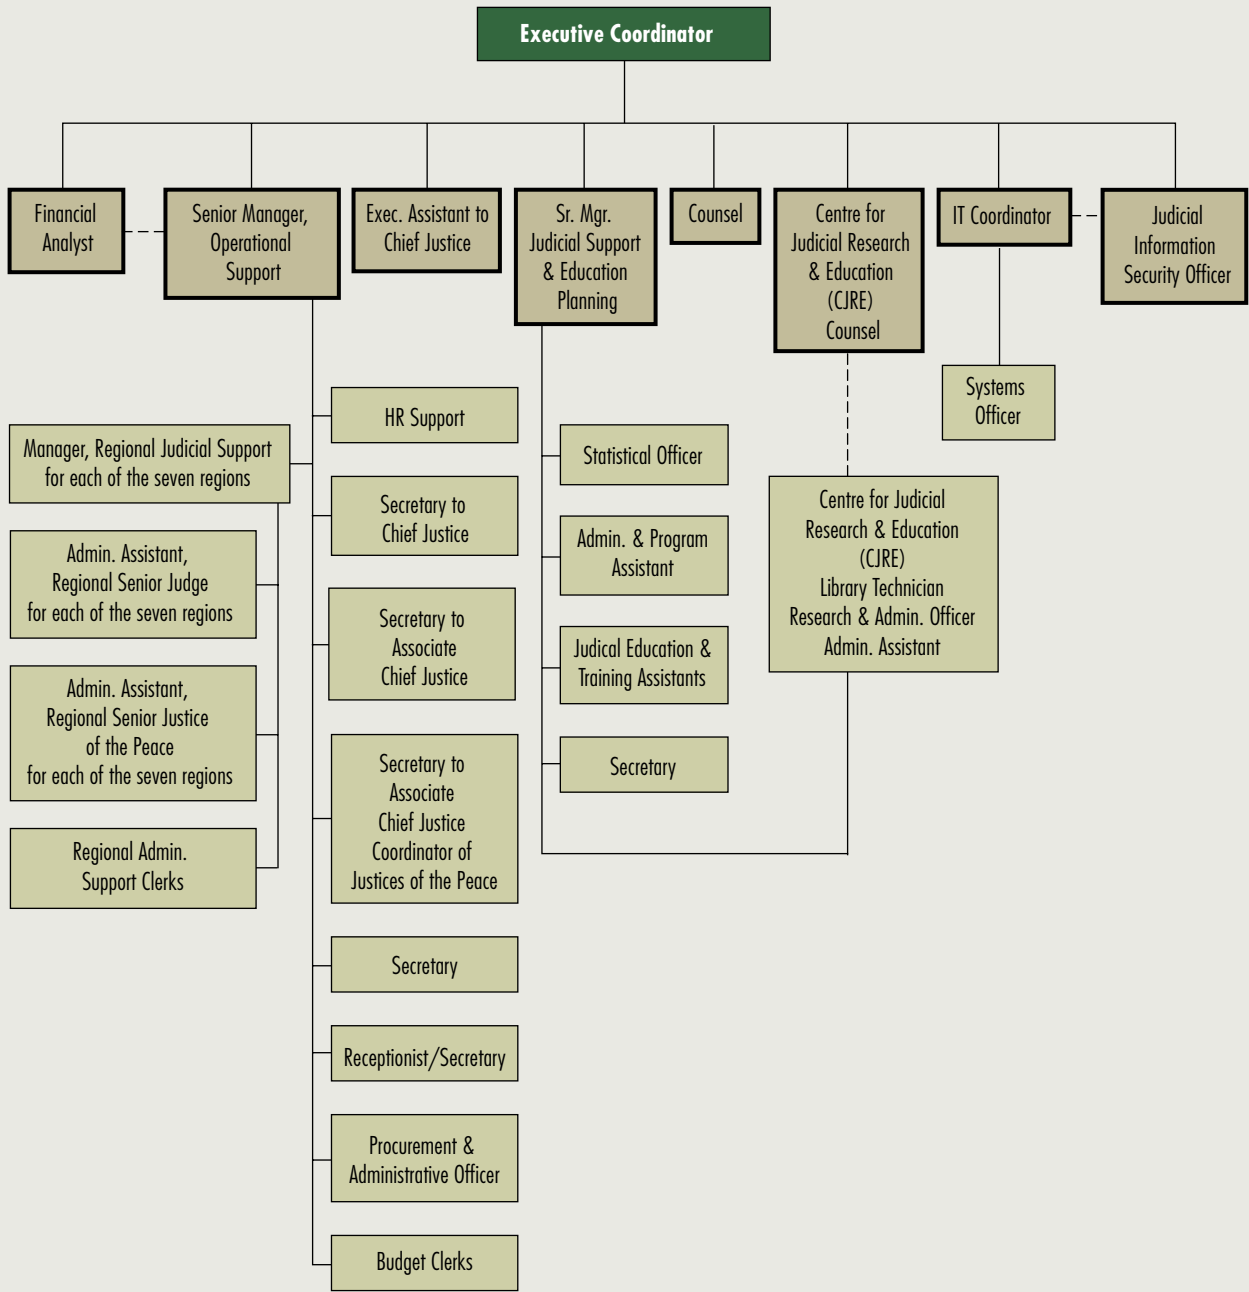 Executive Coordinator
Financial
Analyst
Senior Manager,
Operational
Support
Exec. Assistant to
Chief Justice
Sr. Mgr.
Judicial Support
& Education
Planning
Counsel
Centre for
Judicial Research
& Education
(CJRE)
Counsel
IT Coordinator
Judicial
Information
Security Officer
Manager, Regional Judicial Support
for each of the seven regions
Admin. Assistant,
Regional Senior Judge
for each of the seven regions
Admin. Assistant,
Regional Senior Justice
of the Peace
for each of the seven regions
Regional Admin.
Support Clerks
HR Support
Secretary to
Chief Justice
Secretary to
Associate
Chief Justice
Secretary to
Associate
Chief Justice
Coordinator of
Justices of the Peace
Secretary
Receptionist/Secretary
Procurement &
Administrative Officer
Budget Clerks
Statistical Officer
Admin. & Program
Assistant
Judical Education &
Training Assistants
Secretary
Centre for Judicial
Research & Education
(CJRE)
Library Technician
Research & Admin. Officer
Admin. Assistant
Systems
Officer